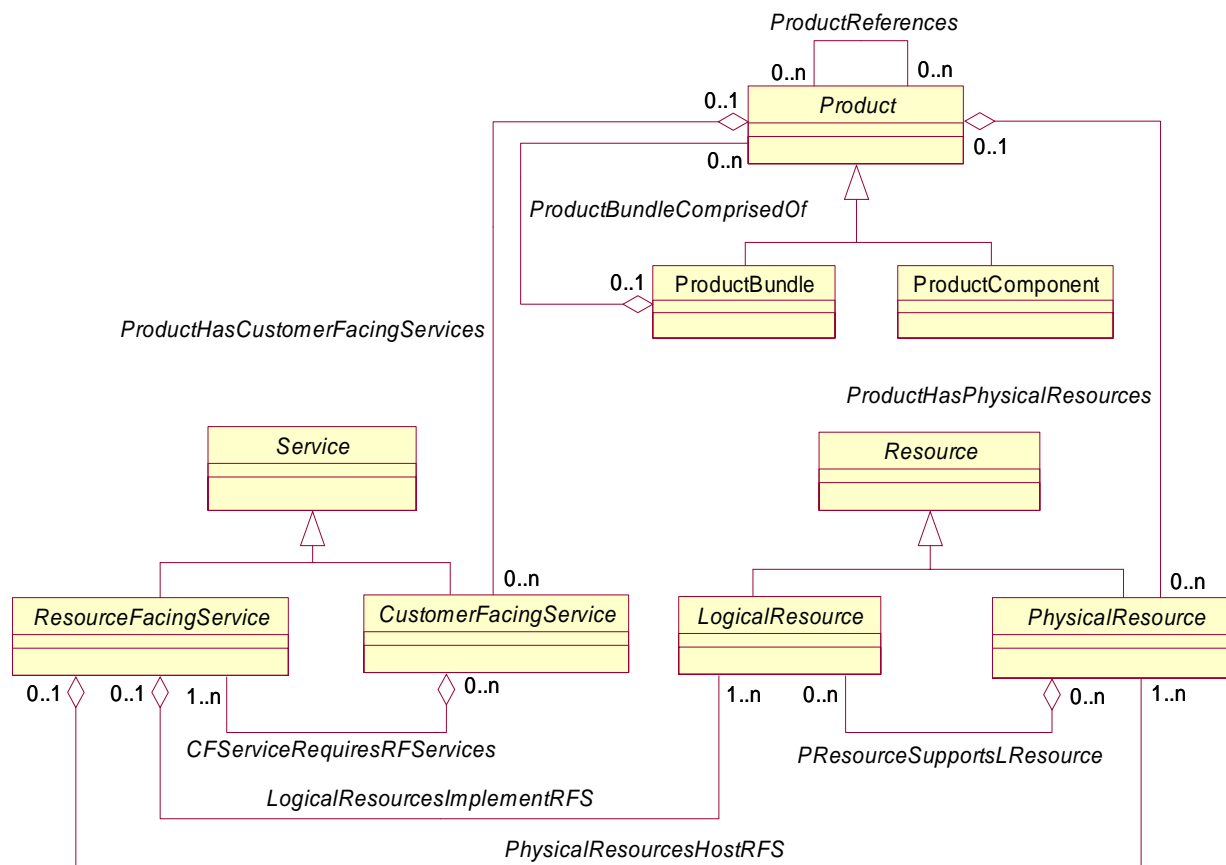 ProductReferences
0..n
0..n
0..1
Product
0..1
0..n
ProductBundleComprisedOf
0..1
ProductBundle
ProductComponent
ProductHasCustomerFacingServices
ProductHasPhysicalResources
Service
Resource
0..n
0..n
ResourceFacingService
CustomerFacingService
LogicalResource
PhysicalResource
0..1
0..1
1..n
0..n
1..n
0..n
0..n
1..n
CFServiceRequiresRFServices
PResourceSupportsLResource
LogicalResourcesImplementRFS
PhysicalResourcesHostRFS